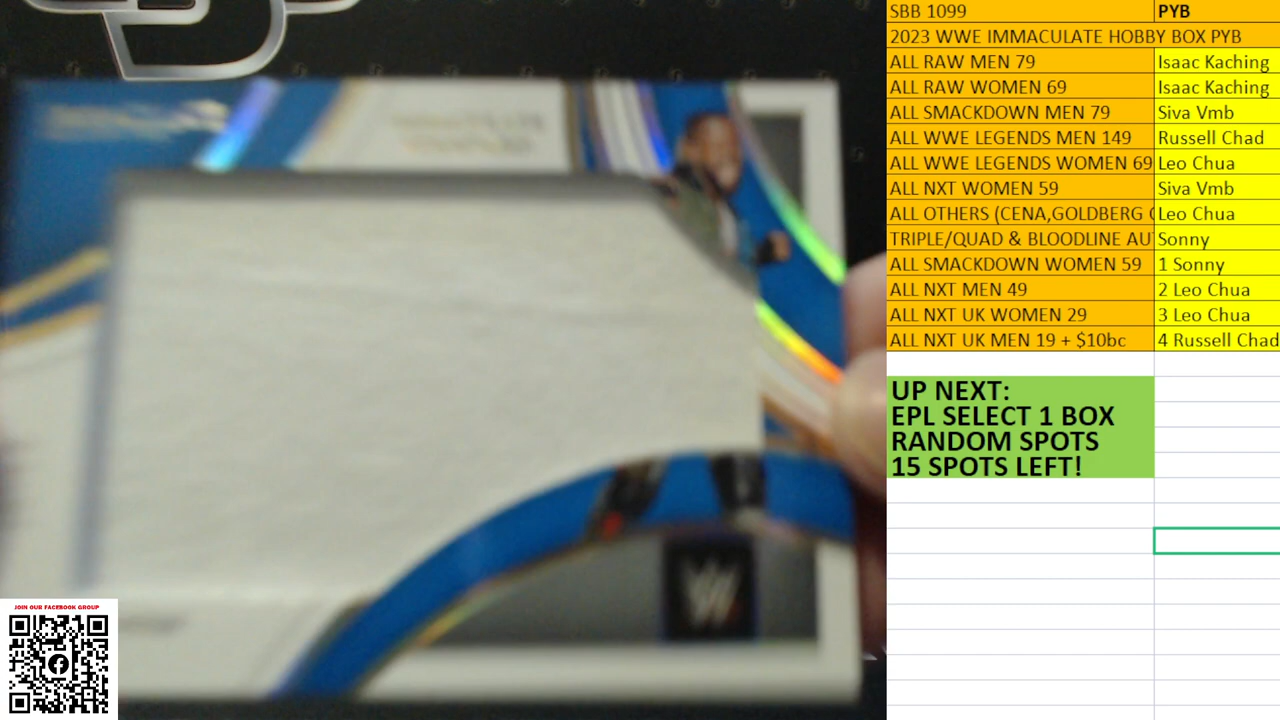 SBB 1099 PYB
2023 WWE IMMACULATE HOBBY BOX PYB
ALL RAW MEN 79 Isaac Kaching
ALL RAW WOMEN 69 Isaac Kaching
ALL SMACKDOWN MEN 79 Siva Vmb
ALL WWE LEGENDS MEN 149 Russell Chad
ALL WWE LEGENDS WOMEN 69 Leo Chua
ALL NXT WOMEN 59 Siva Vmb
ALL OTHERS (CENA,GOLDBERG Leo Chua
TRIPLE/QUAD & BLOODLINE AU Sonny
ALL SMACKDOWN WOMEN 59 1 Sonny
ALL NXT MEN 49 2 Leo Chua
ALL NXT UK WOMEN 29 3 Leo Chua
ALL NXT UK MEN 19 + $10bc 4 Russell Chad
UP NEXT:
EPL SELECT 1 BOX
RANDOM SPOTS
15 SPOTS LEFT!
W
JOIN OUR FACEBOOK GROUP